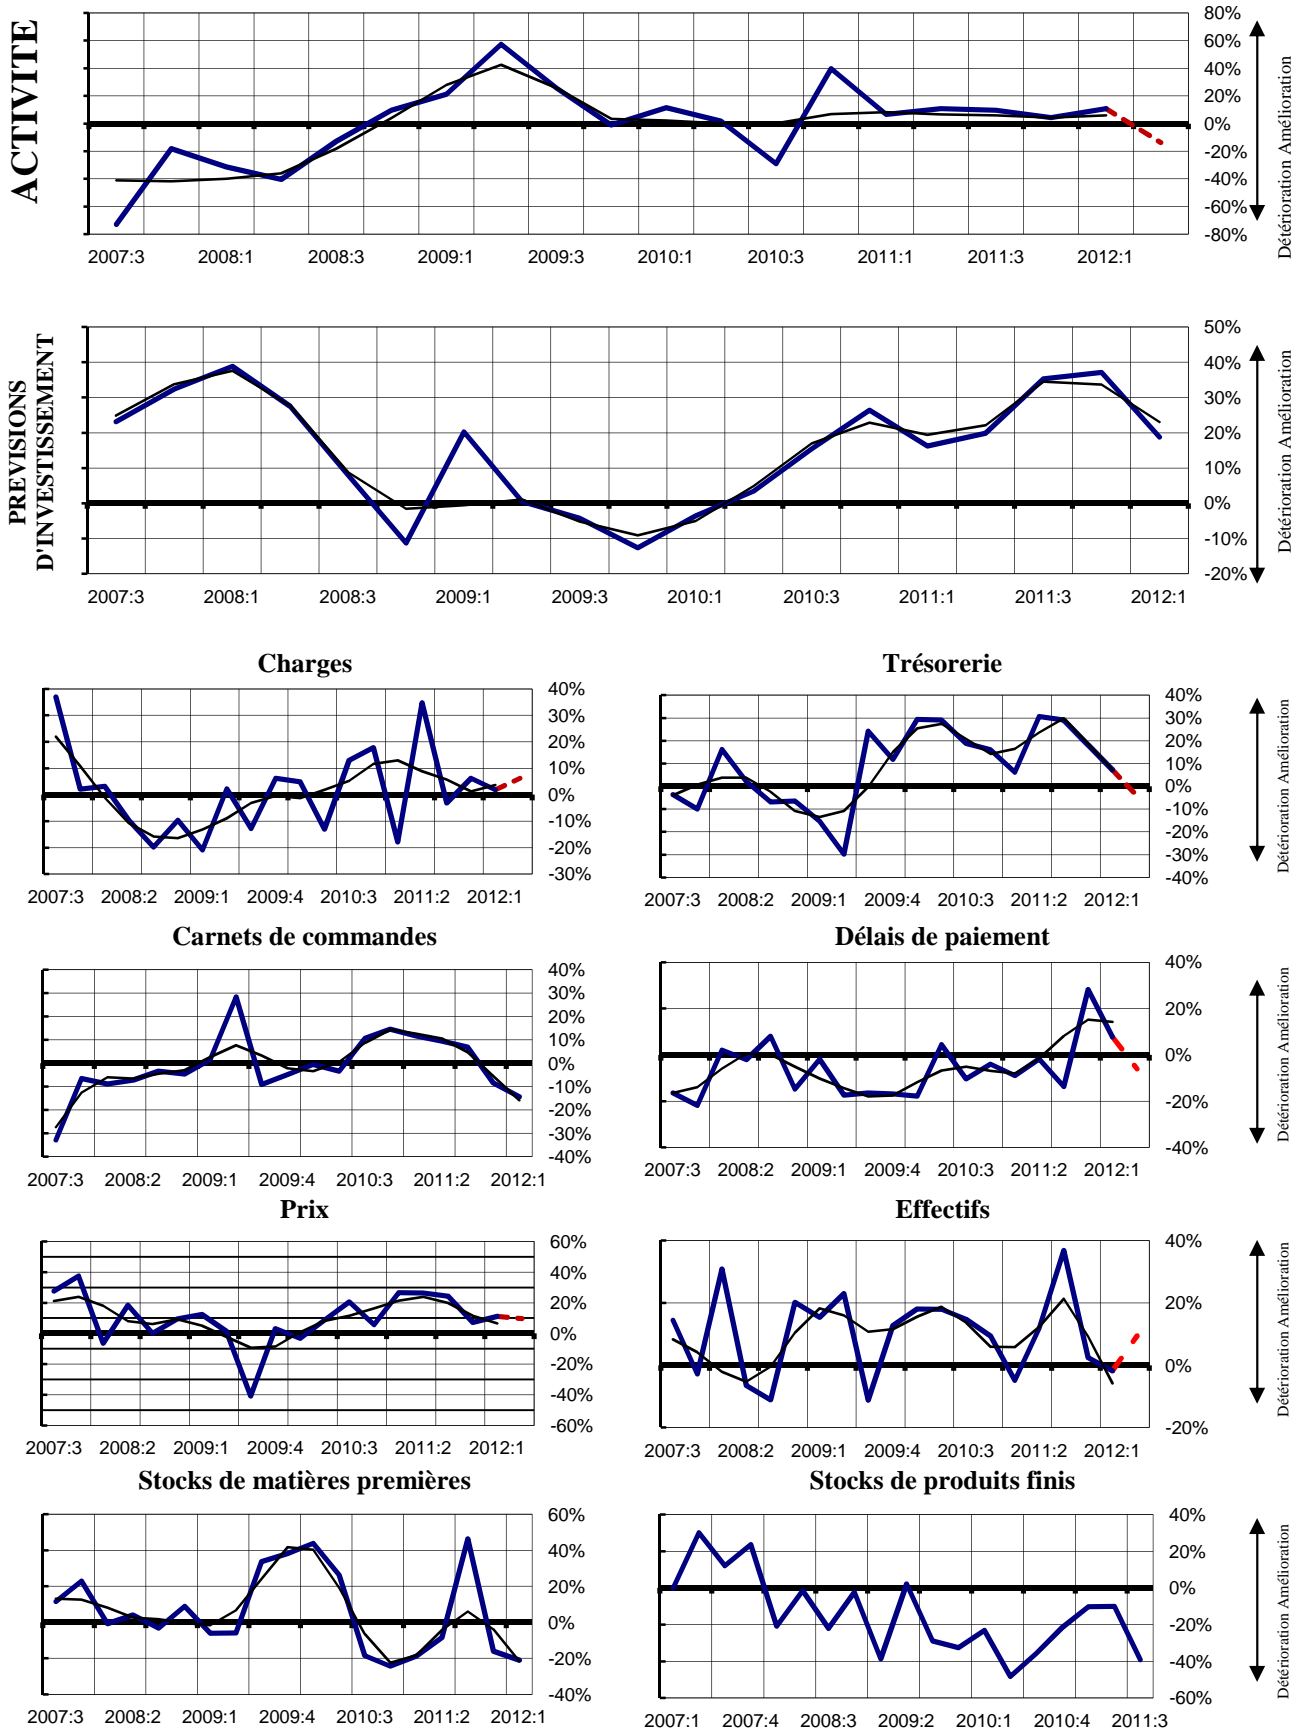 ACTIVITE
80%
60%
40%
20%
0%
-20%
-40%
-60%
-80%
Détérioration Amélioration
2007:3 2008:1 2008:3 2009:1 2009:3 2010:1 2010:3 2011:1 2011:3 2012:1
PREVISIONS
D'INVESTISSEMENT
50%
40%
30%
20%
10%
0%
-10%
-20%
Détérioration Amélioration
2007:3 2008:1 2008:3 2009:1 2009:3 2010:1 2010:3 2011:1 2011:3 2012:1
Charges
40%
30%
20%
10%
0%
-10%
-20%
-30%
2007:3 2008:2 2009:1 2009:4 2010:3 2011:2 2012:1
Trésorerie
40%
30%
20%
10%
0%
-10%
-20%
-30%
-40%
2007:3 2008:2 2009:1 2009:4 2010:3 2011:2 2012:1
Détérioration Amélioration
Carnets de commandes
40%
30%
20%
10%
0%
-10%
-20%
-30%
-40%
2007:3 2008:2 2009:1 2009:4 2010:3 2011:2 2012:1
Délais de paiement
40%
20%
0%
-20%
-40%
2007:3 2008:2 2009:1 2009:4 2010:3 2011:2 2012:1
Détérioration Amélioration
Prix
60%
40%
20%
0%
-20%
-40%
-60%
2007:3 2008:2 2009:1 2009:4 2010:3 2011:2 2012:1
Effectifs
40%
20%
0%
-20%
2007:3 2008:2 2009:1 2009:4 2010:3 2011:2 2012:1
Détérioration Amélioration
Stocks de matières premières
60%
40%
20%
0%
-20%
-40%
2007:3 2008:2 2009:1 2009:4 2010:3 2011:2 2012:1
Stocks de produits finis
40%
20%
0%
-20%
-40%
-60%
2007:1 2007:4 2008:3 2009:2 2010:1 2010:4 2011:3
Détérioration Amélioration